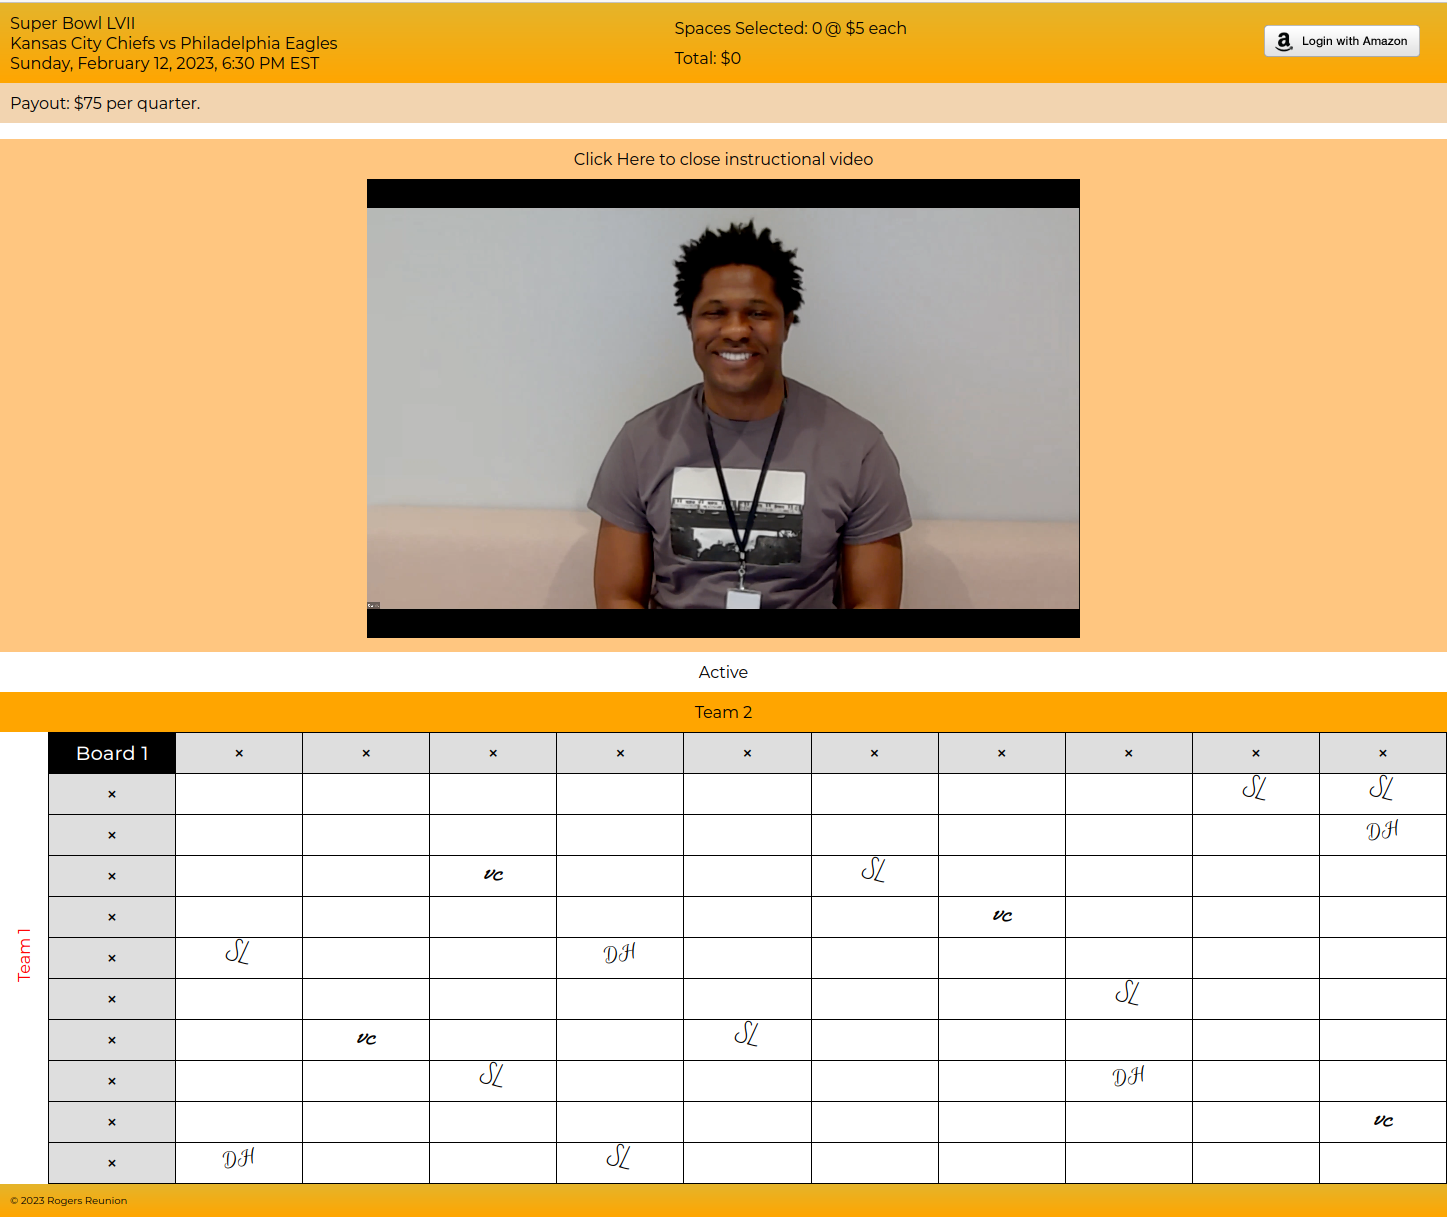 Super Bowl LVII
Kansas City Chiefs vs Philadelphia Eagles
Sunday, February 12, 2023, 6:30 PM EST
Spaces Selected: 0 @ $5 each
Total: $0
Login with Amazon
Payout: $75 per quarter.
Click Here to close instructional video
Active
Team 2
Team 1
Board 1 × × × × × × × × × ×
× SL SL
× DH
× VC SL
× VC
× SL DH
× SL
× VC SL
× SL DH
× VC
× DH SL
© 2023 Rogers Reunion